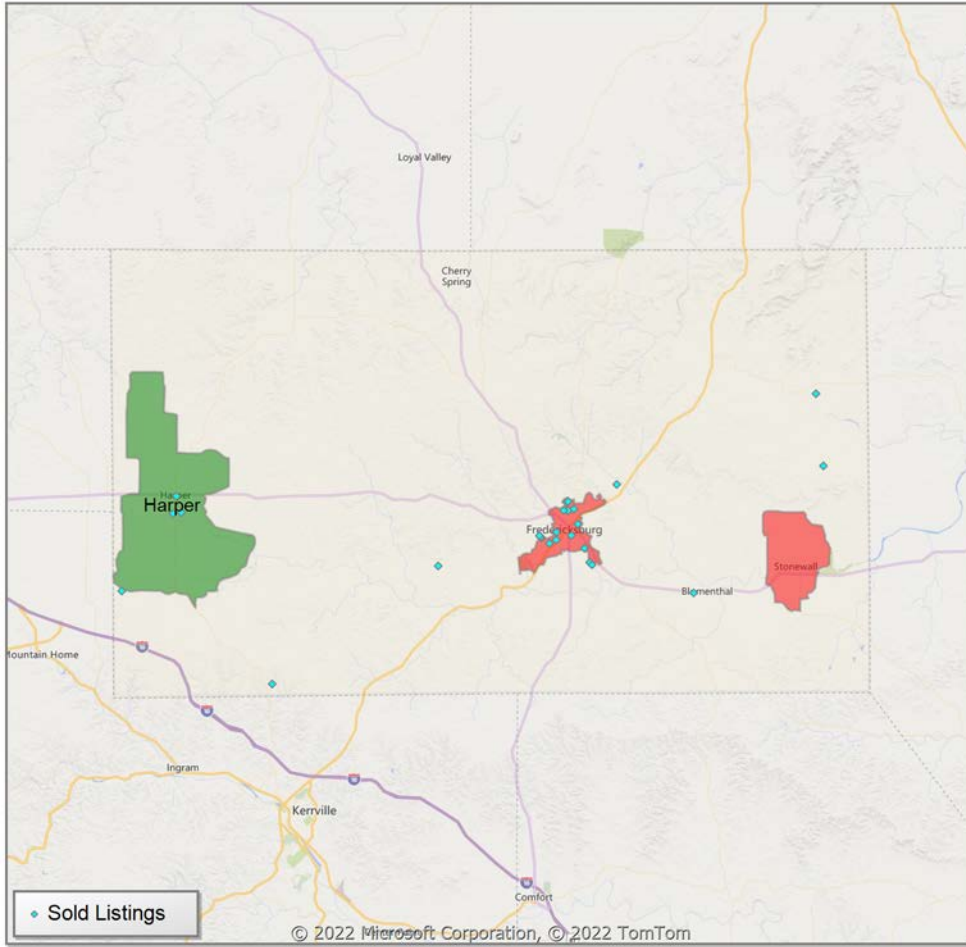 Loyal Valley
Cherry
Spring
Harper
Harper
Fredericksburg
Stonewall
Blumenthal
Mountain Home
Ingram
Kerrville
Comfort
Sold Listings
© 2022 Microsoft Corporation, © 2022 TomTom